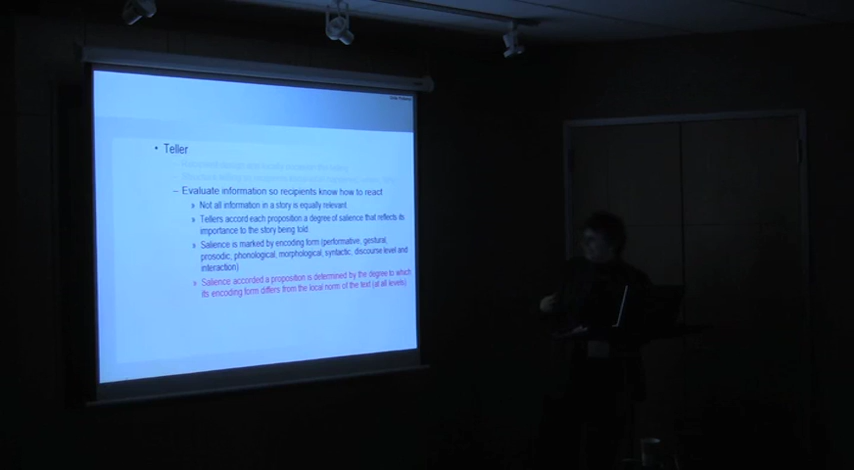 • Teller
– Evaluate information so recipients know how to react
» Not all information in a story is equally relevant.
» Tellers accord each proposition a degree of salience that reflects its
importance to the story being told.
» Salience is marked by encoding form (performative, gestural,
prosodic, phonological, morphological, syntactic, discourse level and
interaction)
» Salience accorded a proposition is determined by the degree to which
its encoding form differs from the local norm of the text (at all levels)